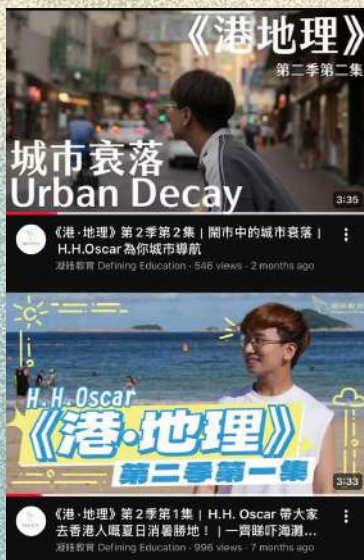 《港地理》
第二季第二集
城市衰落
Urban Decay
3:35
《港·地理》第2季第2集 | 鬧市中的城市衰落 |
H.H.Oscar為你城市導航
凝皓教育 Defining Education · 546 views · 2 months ago
H.H.Oscar
《港·地理》
第二季第一集
3:33
《港·地理》第2季第1集 | H.H. Oscar 帶大家
去香港人嘅夏日消暑勝地！ | 一齊睇吓海灘...
凝皓教育 Defining Education · 996 views · 7 months ago